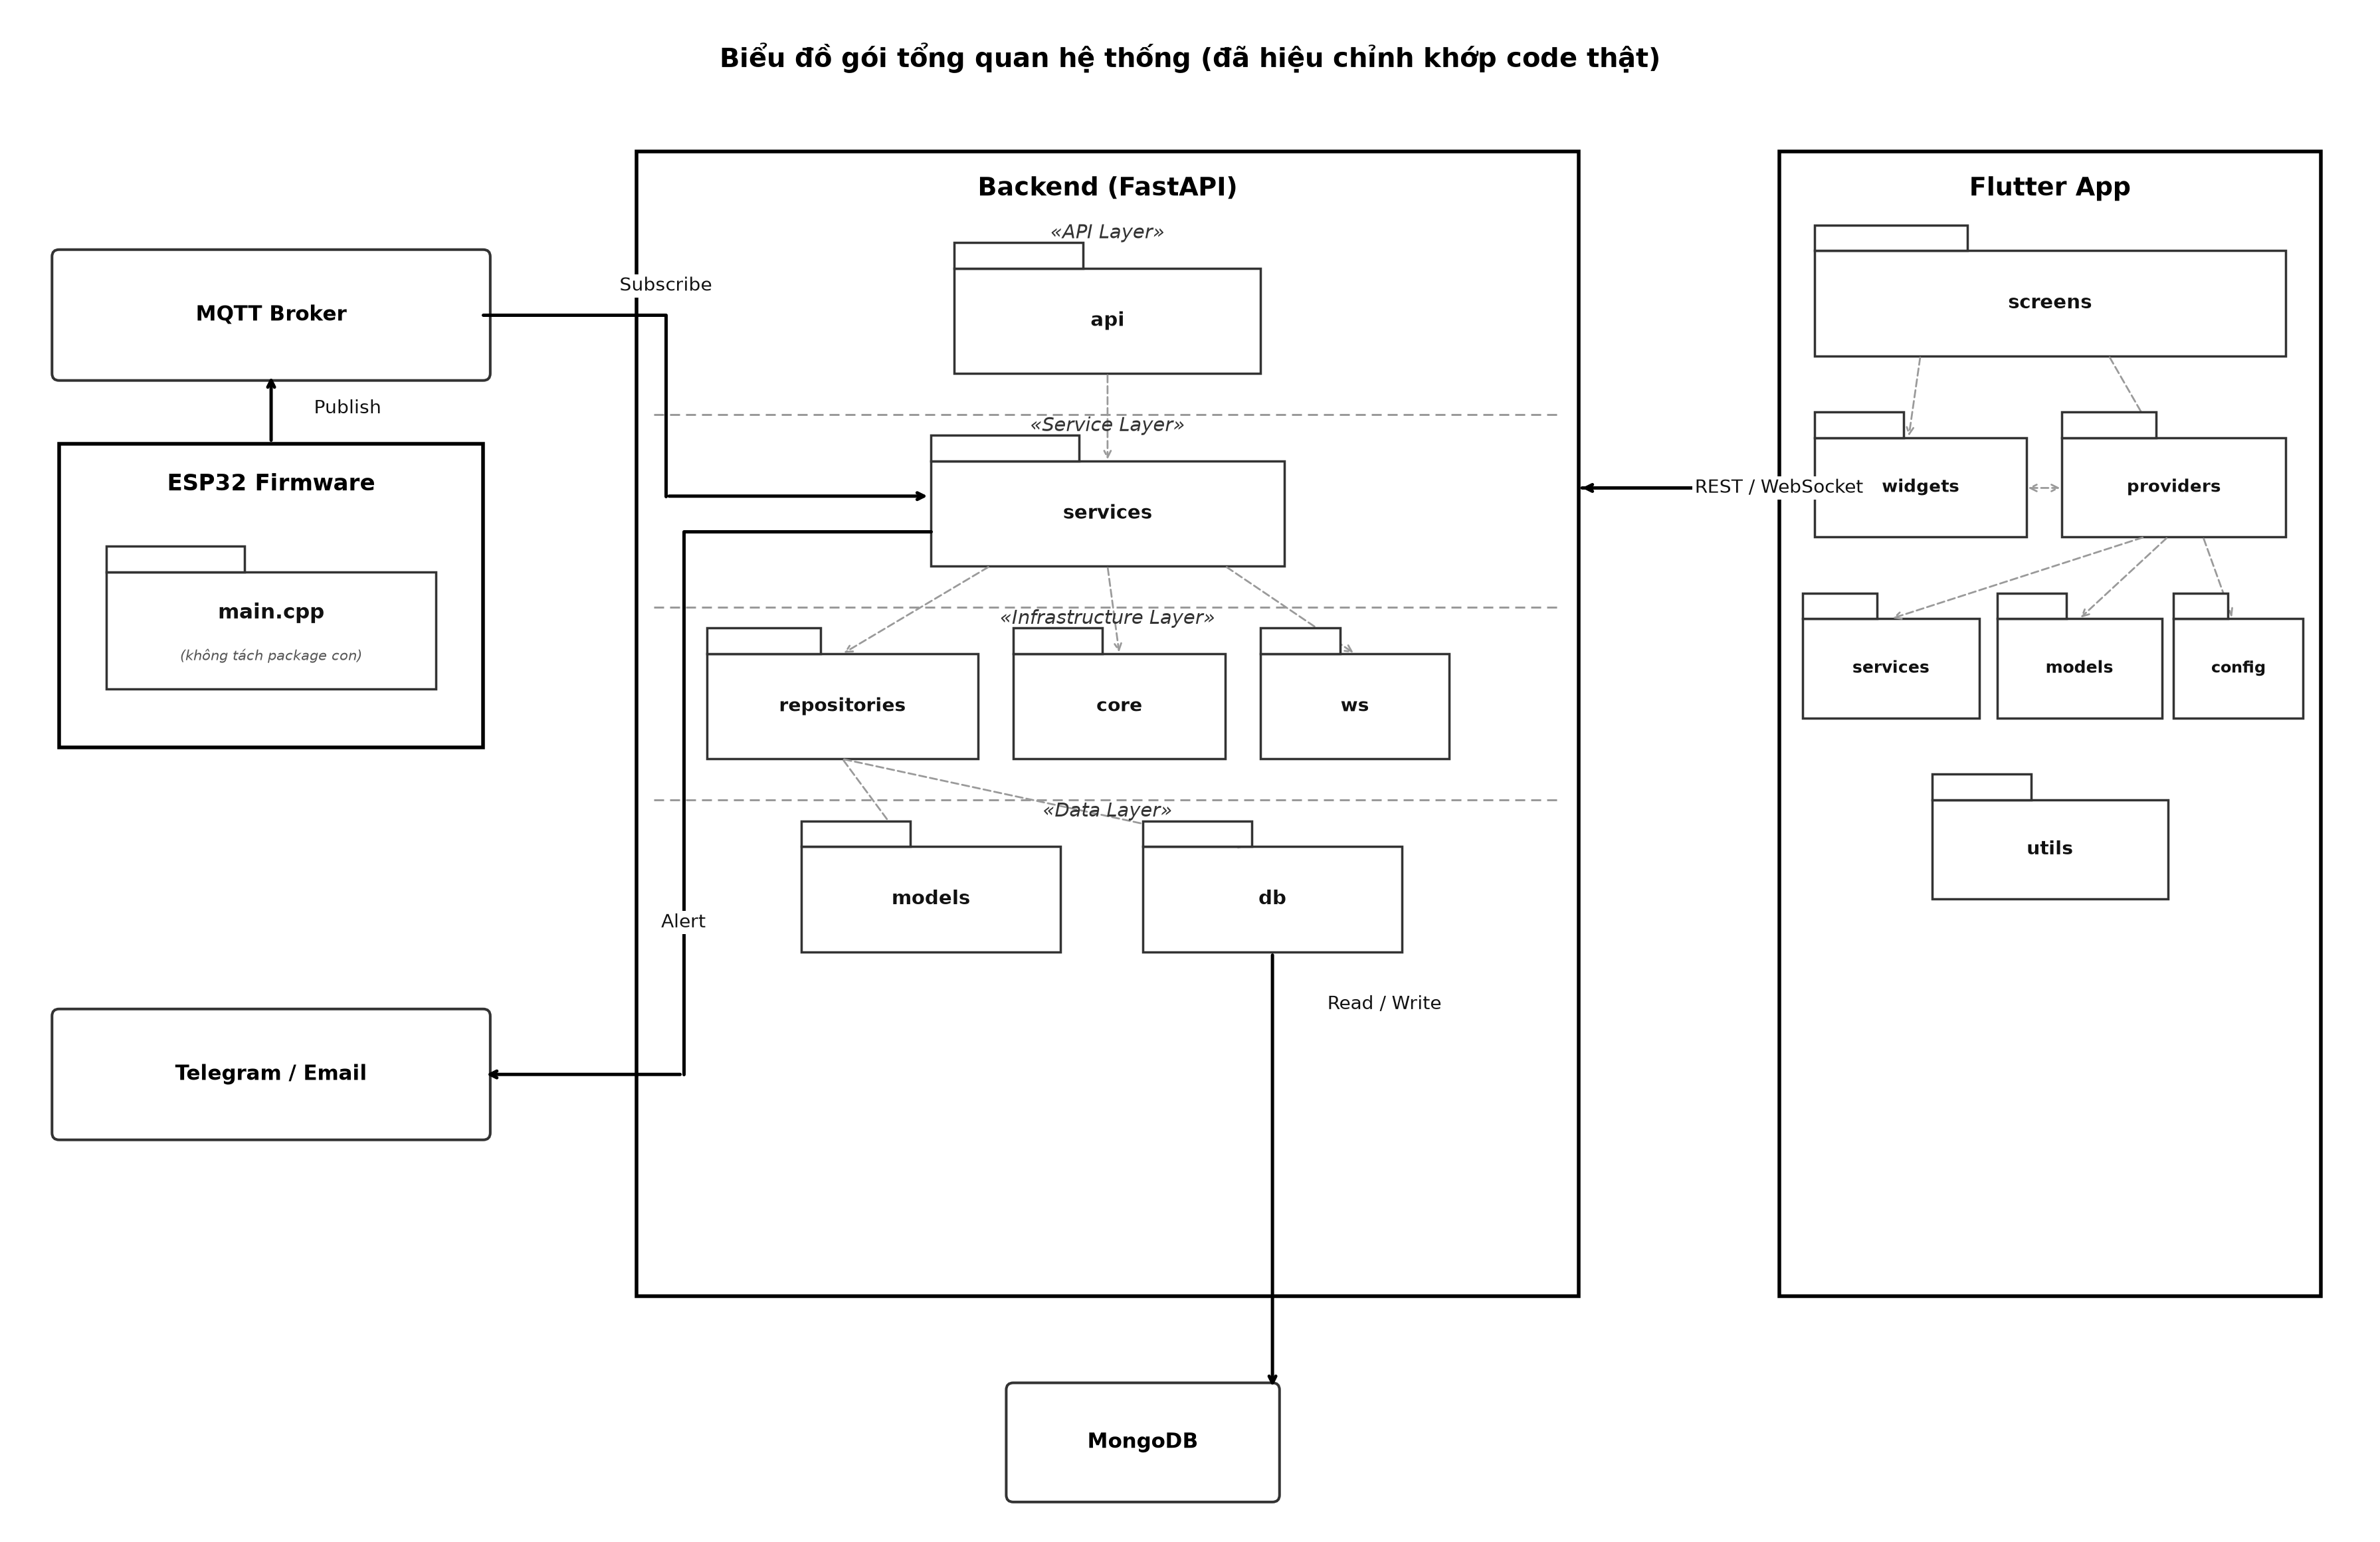 Biểu đồ gói tổng quan hệ thống (đã hiệu chỉnh khớp code thật)
MQTT Broker
Publish
ESP32 Firmware
main.cpp
(không tách package con)
Telegram / Email
Subscribe
Alert
Backend (FastAPI)
«API Layer»
api
«Service Layer»
services
«Infrastructure Layer»
repositories
core
ws
«Data Layer»
models
db
Read / Write
MongoDB
REST / WebSocket
Flutter App
screens
widgets
providers
services
models
config
utils